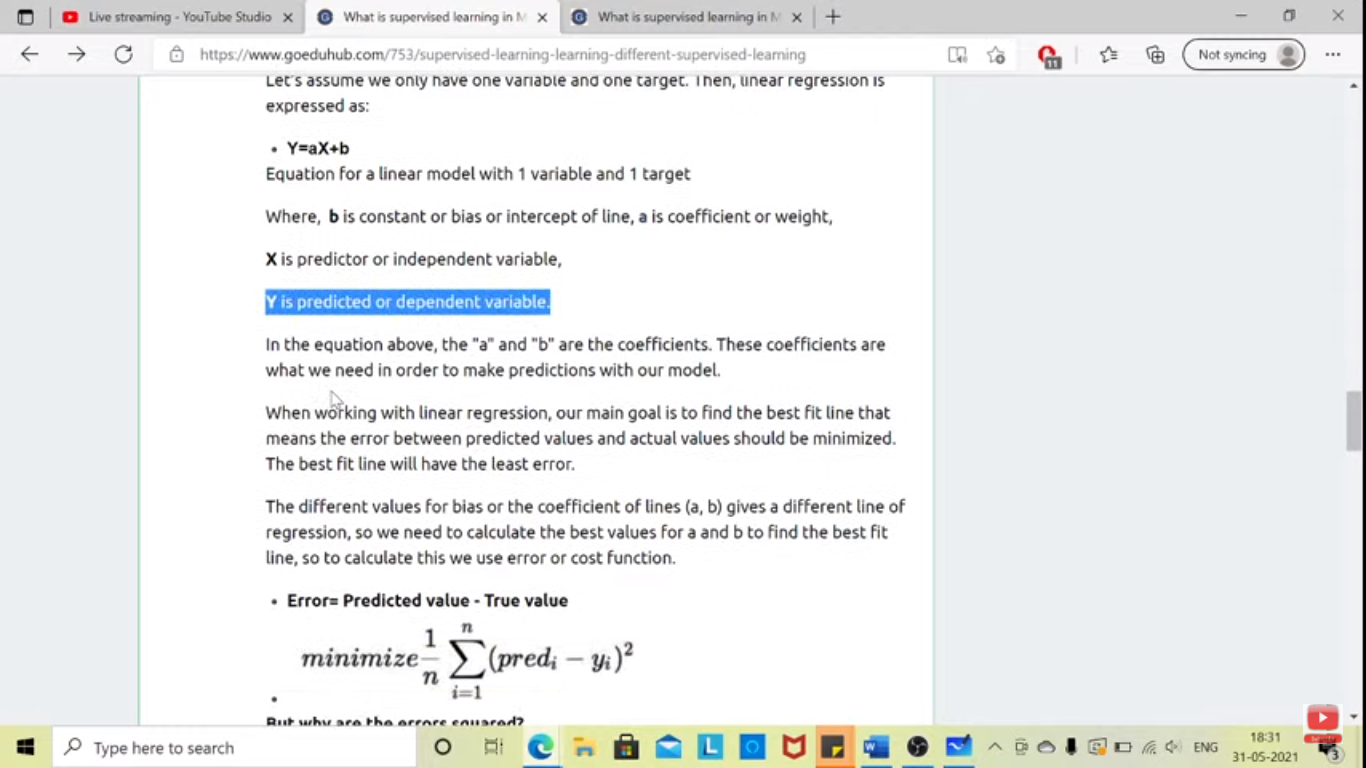 Live streaming - YouTube Studio
What is supervised learning in M
What is supervised learning in M
https://www.goeduhub.com/753/supervised-learning-learning-different-supervised-learning
11
Not syncing
Let's assume we only have one variable and one target. Then, linear regression is
expressed as:
• Y=aX+b
Equation for a linear model with 1 variable and 1 target
Where, b is constant or bias or intercept of line, a is coefficient or weight,
X is predictor or independent variable,
Y is predicted or dependent variable.
In the equation above, the "a" and "b" are the coefficients. These coefficients are
what we need in order to make predictions with our model.
When working with linear regression, our main goal is to find the best fit line that
means the error between predicted values and actual values should be minimized.
The best fit line will have the least error.
The different values for bias or the coefficient of lines (a, b) gives a different line of
regression, so we need to calculate the best values for a and b to find the best fit
line, so to calculate this we use error or cost function.
• Error= Predicted value - True value
minimize 1/n ∑ i=1 n (pred_i − y_i)²
But why are the errors squared?
Type here to search
L
W
ENG
18:31
31-05-2021
3